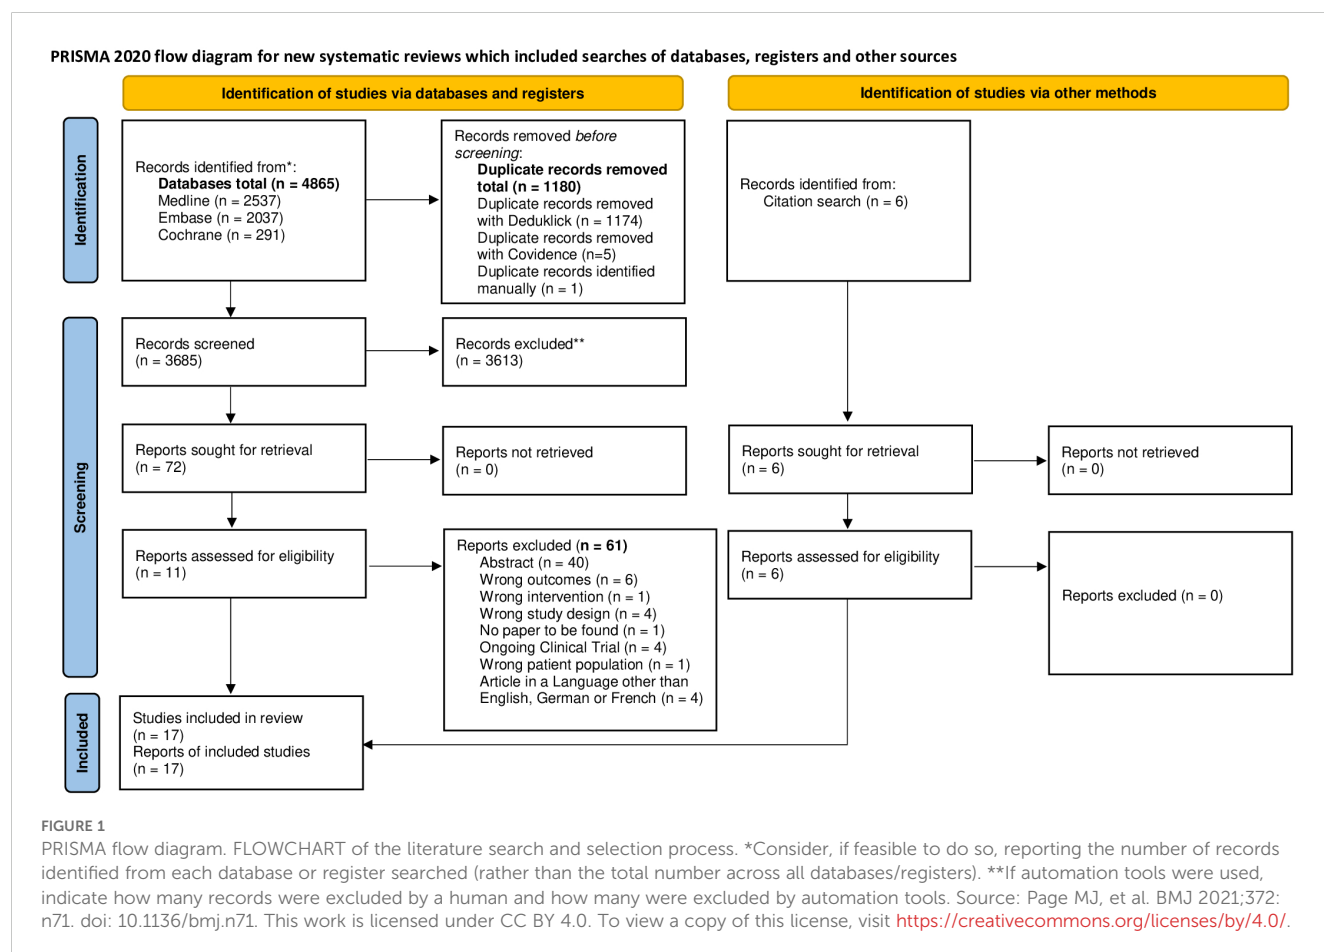 PRISMA 2020 flow diagram for new systematic reviews which included searches of databases, registers and other sources
Identification of studies via databases and registers
Identification of studies via other methods
Identification
Records identified from*:
Databases total (n = 4865)
Medline (n = 2537)
Embase (n = 2037)
Cochrane (n = 291)
Records removed before
screening:
Duplicate records removed
total (n = 1180)
Duplicate records removed
with Deduklick (n = 1174)
Duplicate records removed
with Covidence (n=5)
Duplicate records identified
manually (n = 1)
Records identified from:
Citation search (n = 6)
Screening
Records screened
(n = 3685)
Records excluded**
(n = 3613)
Reports sought for retrieval
(n = 72)
Reports not retrieved
(n = 0)
Reports sought for retrieval
(n = 6)
Reports not retrieved
(n = 0)
Reports assessed for eligibility
(n = 11)
Reports excluded (n = 61)
Abstract (n = 40)
Wrong outcomes (n = 6)
Wrong intervention (n = 1)
Wrong study design (n = 4)
No paper to be found (n = 1)
Ongoing Clinical Trial (n = 4)
Wrong patient population (n = 1)
Article in a Language other than
English, German or French (n = 4)
Reports assessed for eligibility
(n = 6)
Reports excluded (n = 0)
Included
Studies included in review
(n = 17)
Reports of included studies
(n = 17)
FIGURE 1
PRISMA flow diagram. FLOWCHART of the literature search and selection process. *Consider, if feasible to do so, reporting the number of records
identified from each database or register searched (rather than the total number across all databases/registers). **If automation tools were used,
indicate how many records were excluded by a human and how many were excluded by automation tools. Source: Page MJ, et al. BMJ 2021;372:
n71. doi: 10.1136/bmj.n71. This work is licensed under CC BY 4.0. To view a copy of this license, visit https://creativecommons.org/licenses/by/4.0/.